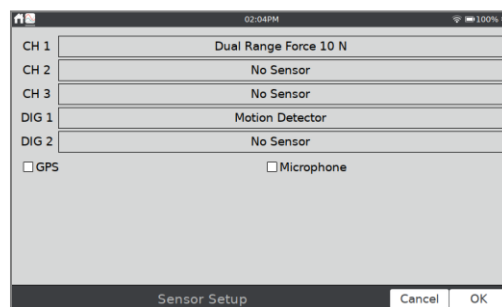 02:04PM 100%
CH 1 Dual Range Force 10 N
CH 2 No Sensor
CH 3 No Sensor
DIG 1 Motion Detector
DIG 2 No Sensor
GPS Microphone
Sensor Setup Cancel OK